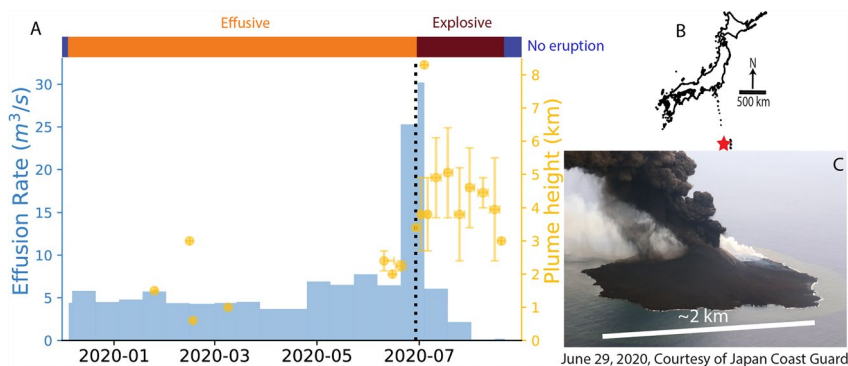 Effusive
Explosive
No eruption
A
Effusion Rate (m³/s)
30
25
20
15
10
5
0
2020-01
2020-03
2020-05
2020-07
8
7
6
5
4
3
2
1
0
Plume height (km)
B
N
500 km
C
~2 km
June 29, 2020, Courtesy of Japan Coast Guard